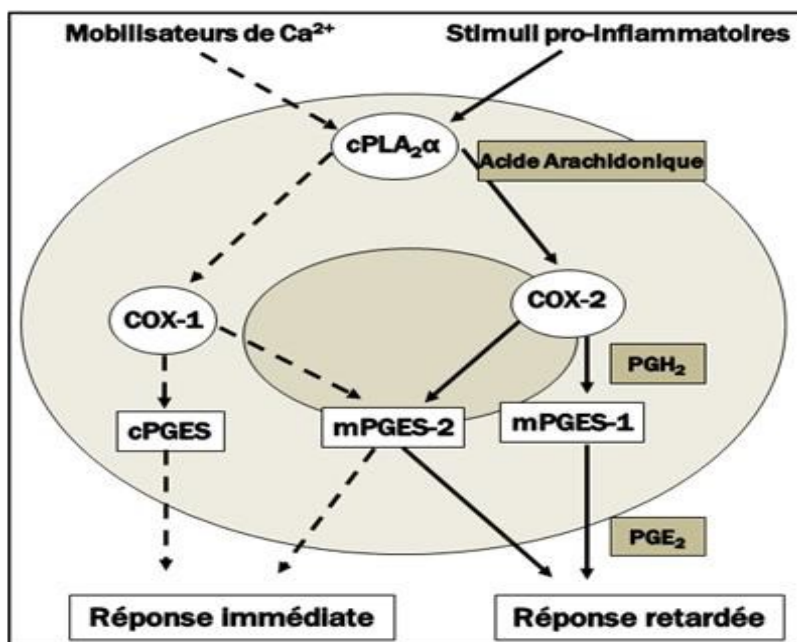 Mobilisateurs de Ca²⁺
Stimuli pro-inflammatoires
cPLA₂α
Acide Arachidonique
COX-1
COX-2
PGH₂
cPGES
mPGES-2
mPGES-1
PGE₂
Réponse immédiate
Réponse retardée